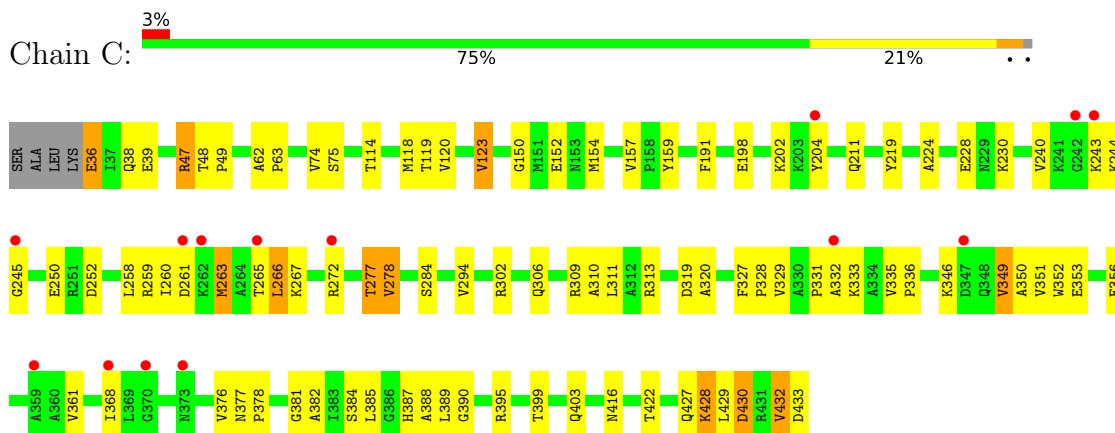 3%
Chain C:
75% 21% • •
SER ALA LEU LYS E36 I37 Q38 E39 R47 T48 P49 A62 P63 V74 S75 T114 M118 T119 V120 V123 G150 M151 E152 N153 M154 V157 P158 Y159 F191 E198 K202 K203 Y204 Q211 Y219 A224 E228 N229 K230 V240 K241 G242 K243 K244
G245 E250 R251 D252 L258 R259 I260 D261 K262 M263 A264 T265 L266 K267 R272 T277 V278 S284 V294 R302 Q306 R309 A310 L311 A312 R313 D319 A320 F327 P328 V329 A330 P331 A332 K333 A334 V335 P336 K346 D347 Q348 V349 A350 V351 W352 E353
A359 A360 V361 I368 L369 G370 N373 V376 N377 P378 G381 A382 I383 S384 L385 G386 H387 A388 L389 G390 R395 T399 Q403 N416 T422 Q427 K428 L429 D430 R431 V432 D433